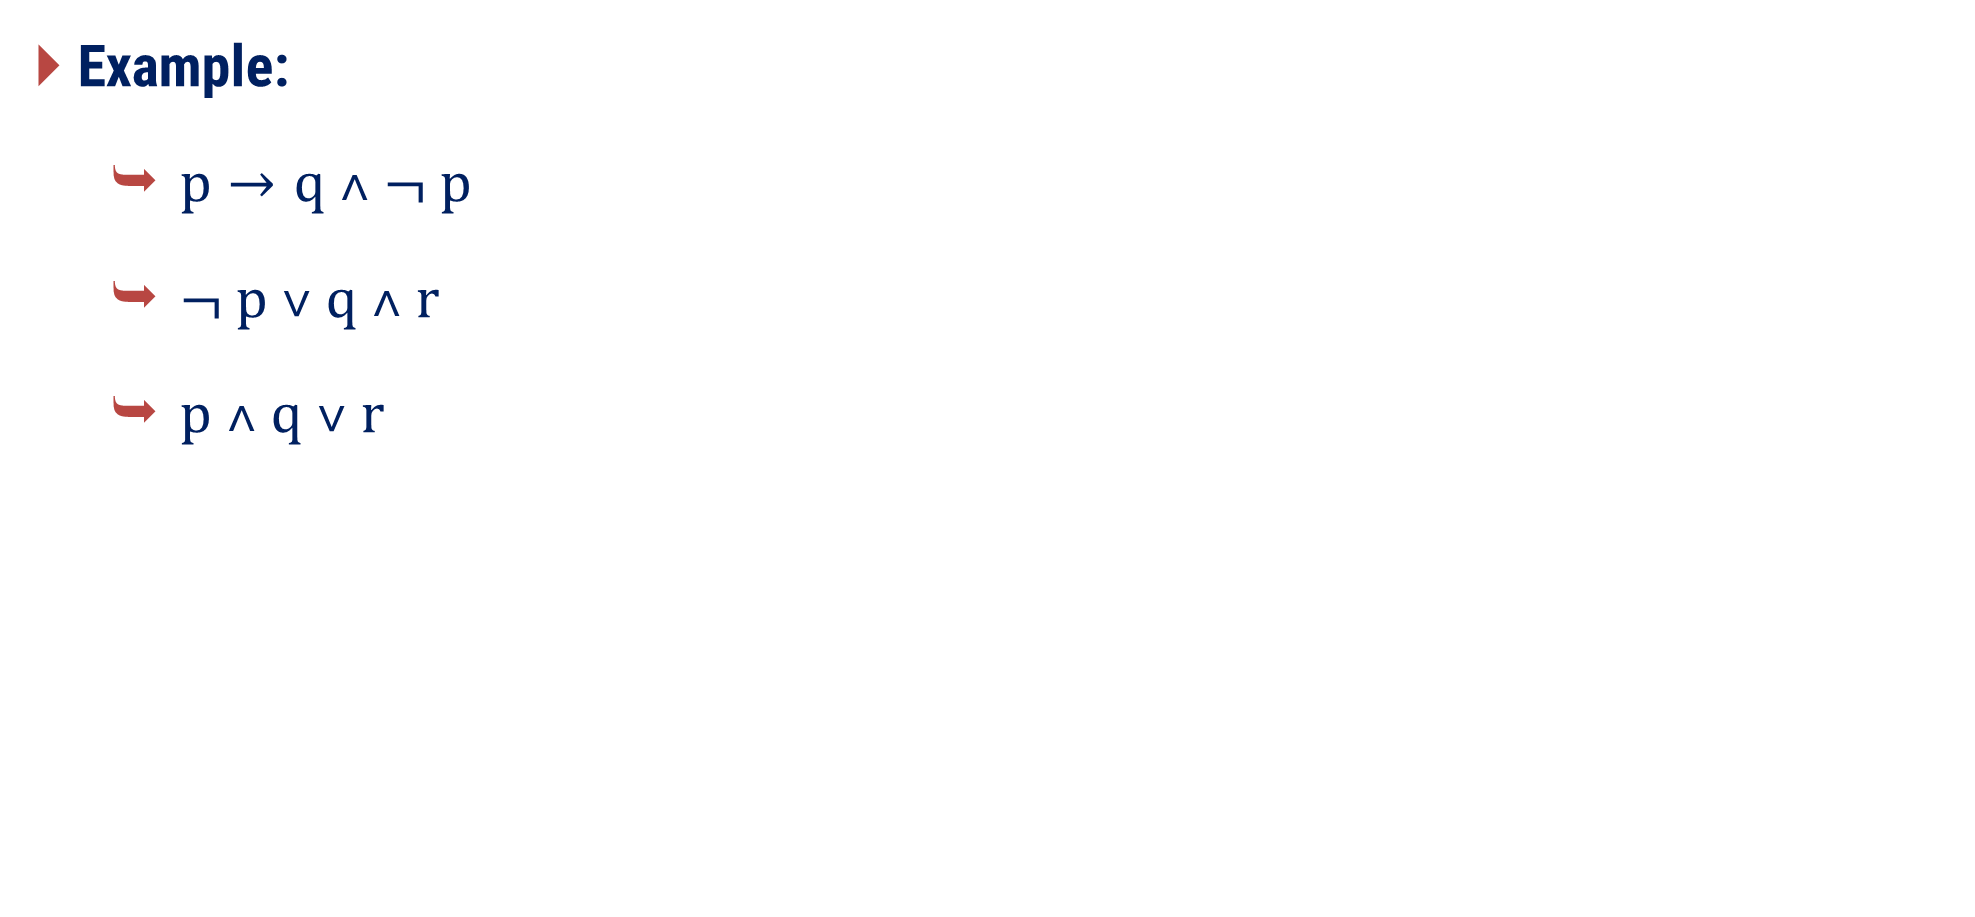 Example:
p → q ∧ ¬ p
¬ p ∨ q ∧ r
p ∧ q ∨ r